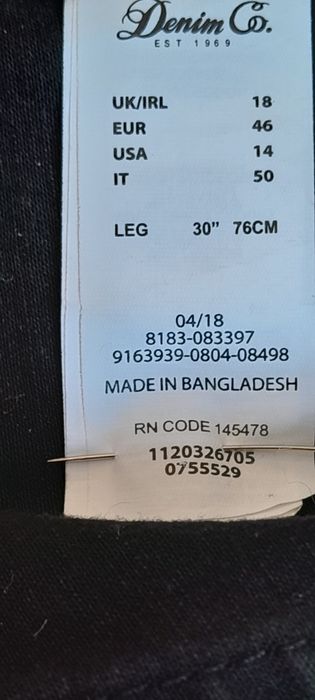 Denim Co.
EST 1969
UK/IRL 18
EUR 46
USA 14
IT 50
LEG 30” 76CM
04/18
8183-083397
9163939-0804-08498
MADE IN BANGLADESH
RN CODE 145478
1120326705
0755529